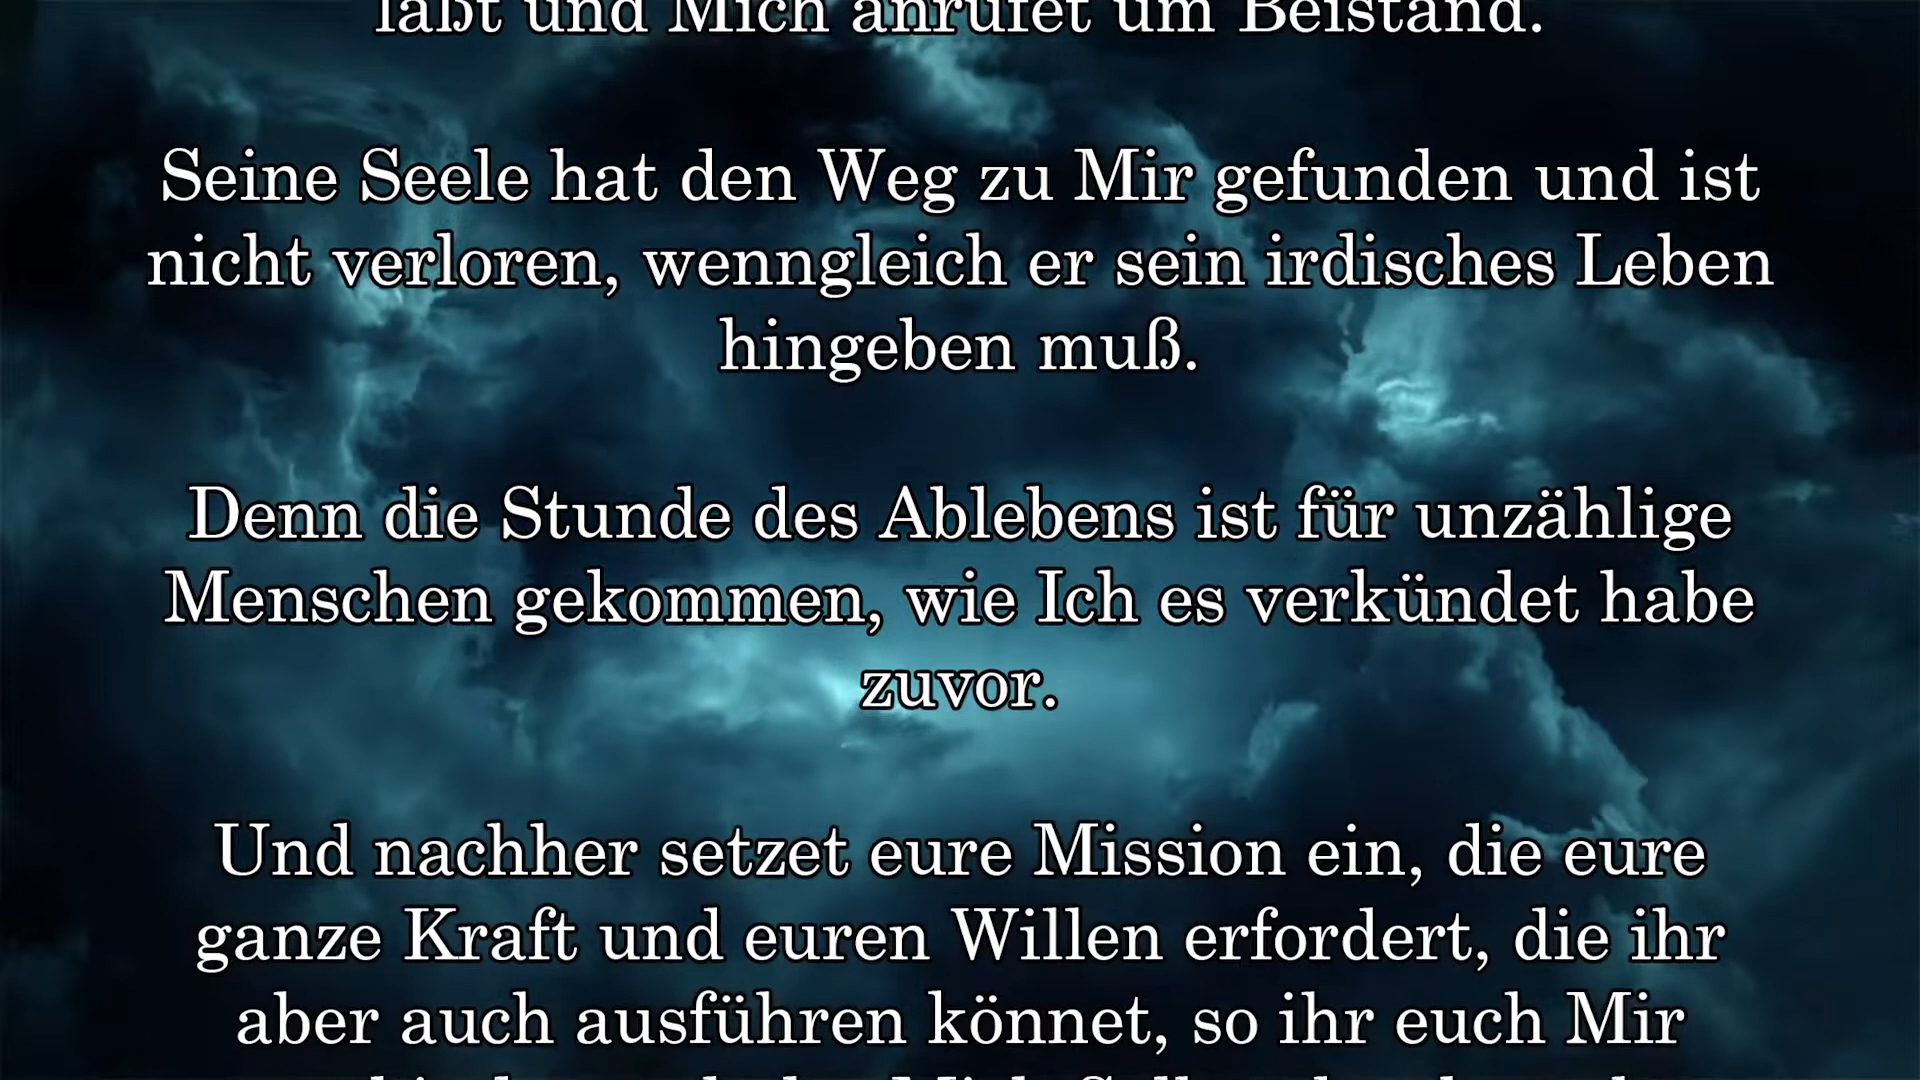 laßt und Mich anrufet um Beistand.
Seine Seele hat den Weg zu Mir gefunden und ist
nicht verloren, wenngleich er sein irdisches Leben
hingeben muß.
Denn die Stunde des Ablebens ist für unzählige
Menschen gekommen, wie Ich es verkündet habe
zuvor.
Und nachher setzet eure Mission ein, die eure
ganze Kraft und euren Willen erfordert, die ihr
aber auch ausführen könnet, so ihr euch Mir